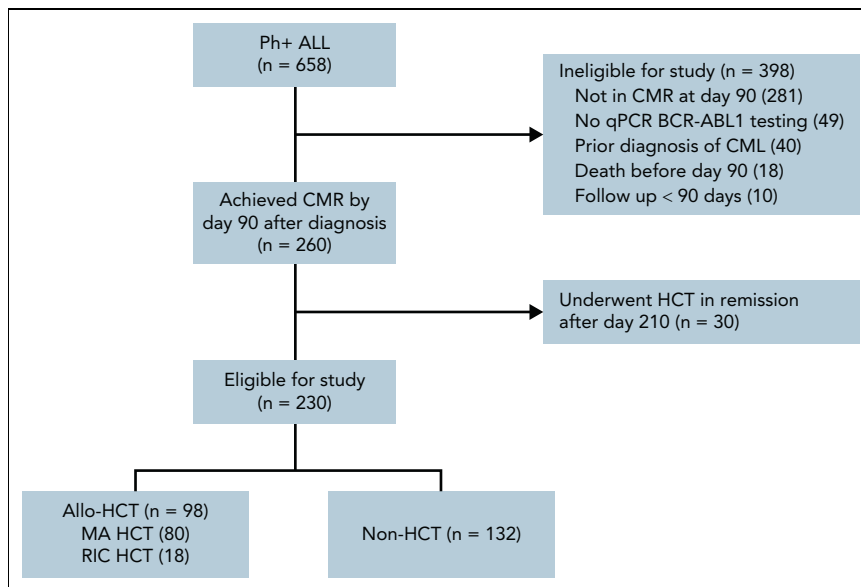 Ph+ ALL
(n = 658)
Ineligible for study (n = 398)
Not in CMR at day 90 (281)
No qPCR BCR-ABL1 testing (49)
Prior diagnosis of CML (40)
Death before day 90 (18)
Follow up < 90 days (10)
Achieved CMR by
day 90 after diagnosis
(n = 260)
Underwent HCT in remission
after day 210 (n = 30)
Eligible for study
(n = 230)
Allo-HCT (n = 98)
MA HCT (80)
RIC HCT (18)
Non-HCT (n = 132)